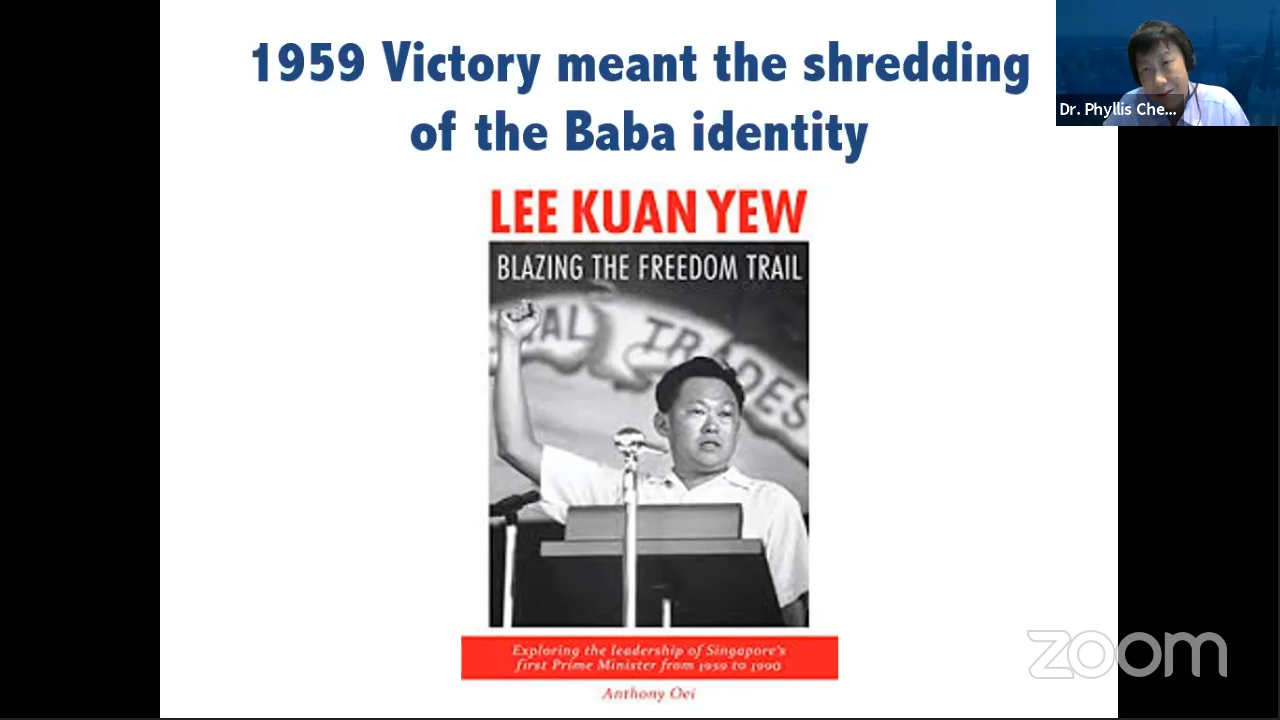 1959 Victory meant the shredding
of the Baba identity
Dr. Phyllis Che...
LEE KUAN YEW
BLAZING THE FREEDOM TRAIL
TRADES
Exploring the leadership of Singapore's
first Prime Minister from 1959 to 1990
Anthony Oei
zoom